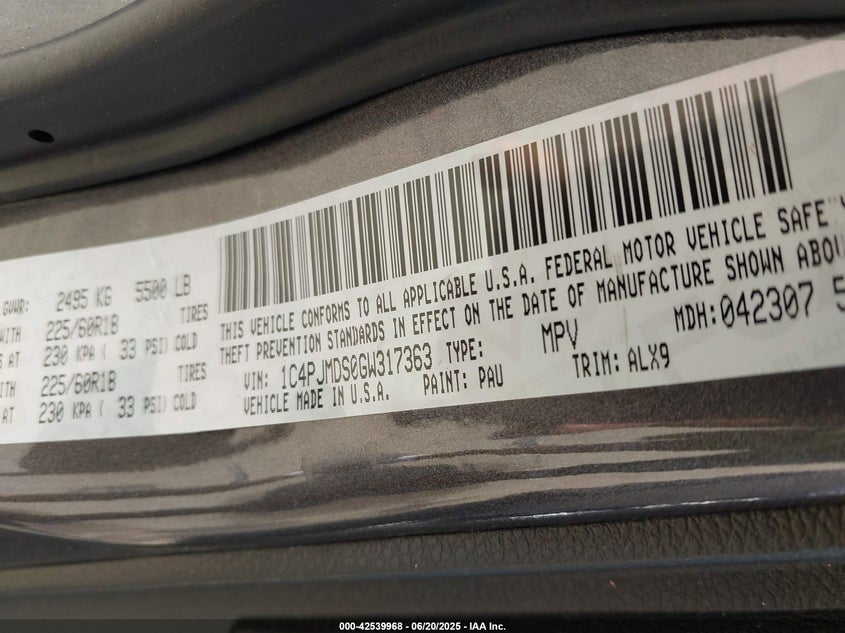 GVWR: 2495 KG 5500 LB
WITH 225/60R18 TIRES
AT 230 KPA ( 33 PSI) COLD
WITH 225/60R18 TIRES
AT 230 KPA ( 33 PSI) COLD
THIS VEHICLE CONFORMS TO ALL APPLICABLE U.S.A. FEDERAL MOTOR VEHICLE SAFETY
THEFT PREVENTION STANDARDS IN EFFECT ON THE DATE OF MANUFACTURE SHOWN ABOV
VIN: 1C4PJMDS0GW317363 TYPE: MPV MDH: 042307 5
VEHICLE MADE IN U.S.A. PAINT: PAU TRIM: ALX9
000-42539968 - 06/20/2025 - IAA Inc.